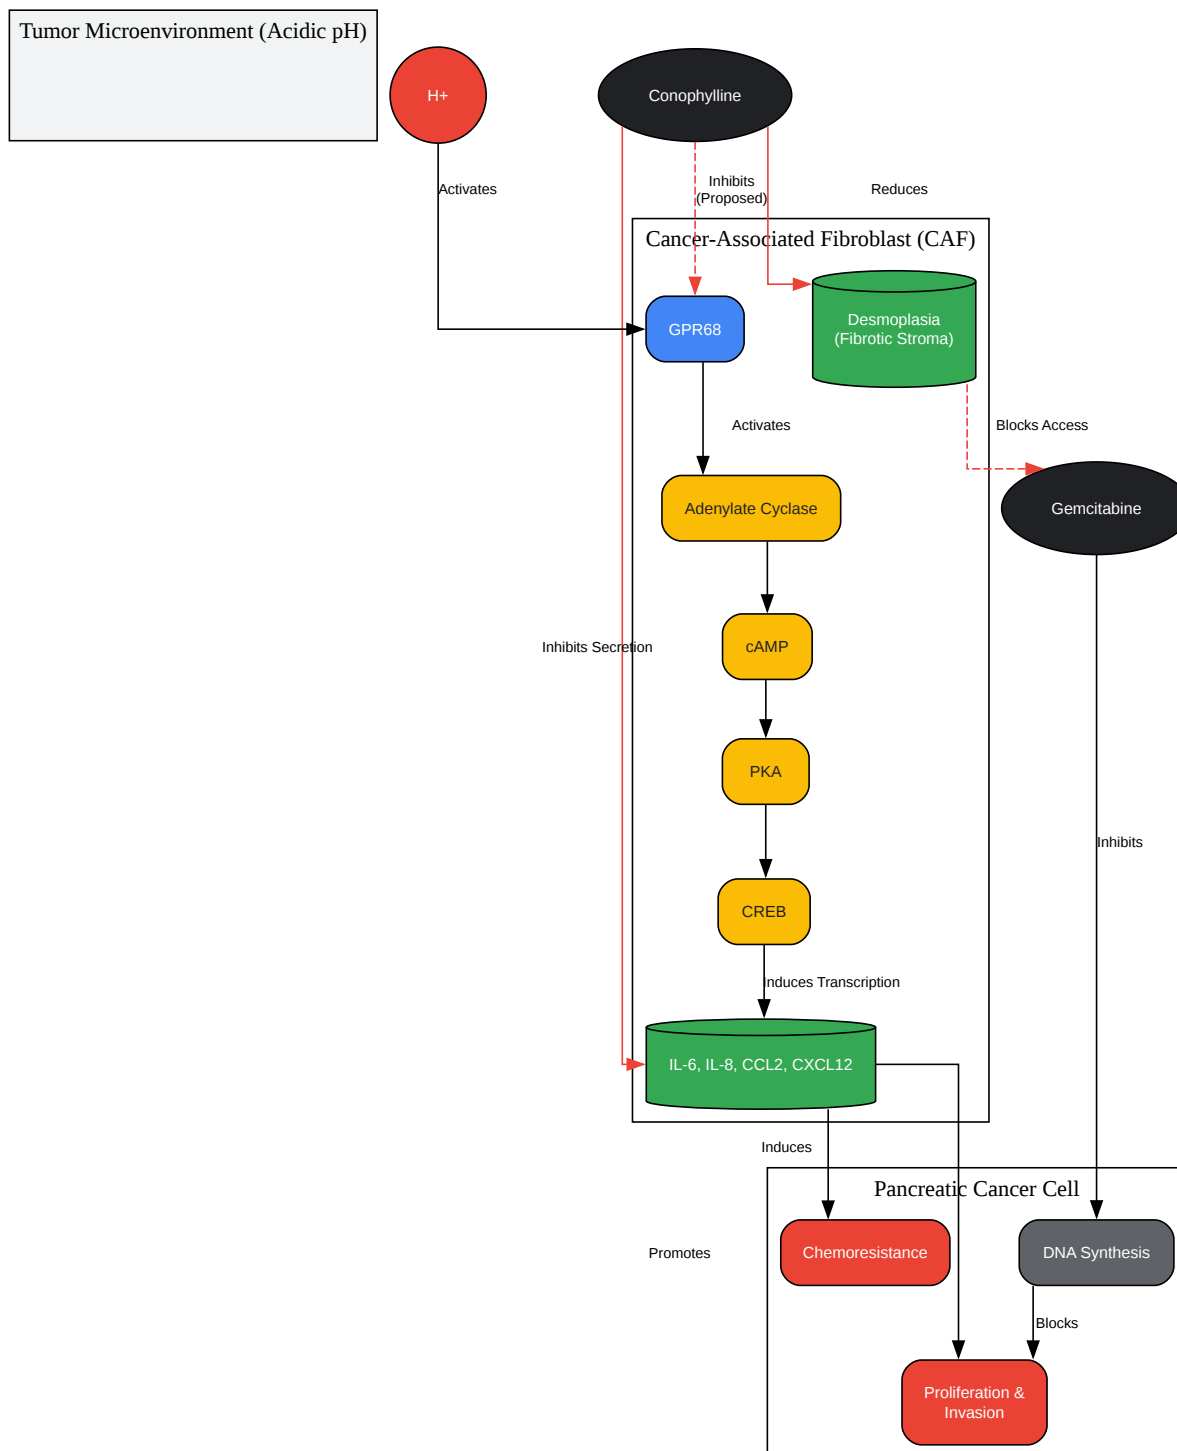 Tumor Microenvironment (Acidic pH)
H+
Conophylline
Activates
Inhibits
(Proposed)
Reduces
Cancer-Associated Fibroblast (CAF)
GPR68
Desmoplasia
(Fibrotic Stroma)
Activates
Blocks Access
Adenylate Cyclase
Gemcitabine
Inhibits Secretion
cAMP
PKA
Inhibits
CREB
Induces Transcription
IL-6, IL-8, CCL2, CXCL12
Induces
Pancreatic Cancer Cell
Promotes
Chemoresistance
DNA Synthesis
Blocks
Proliferation &
Invasion